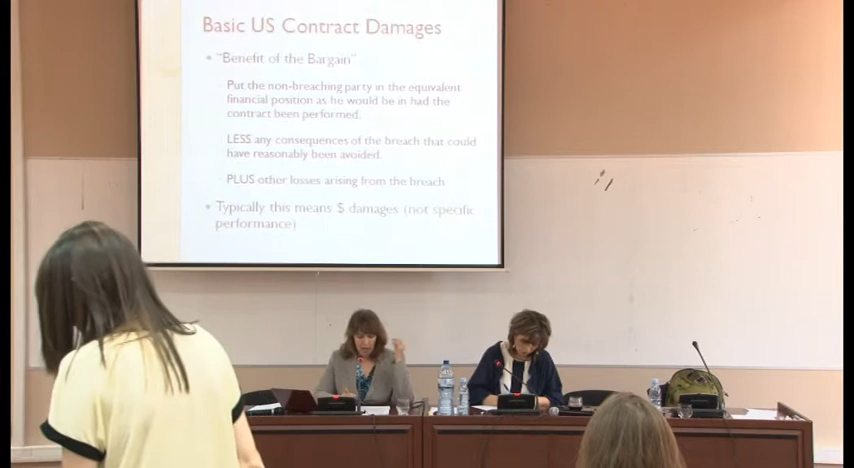 Basic US Contract Damages
• "Benefit of the Bargain"
Put the non-breaching party in the equivalent
financial position as he would be in had the
contract been performed.
LESS any consequences of the breach that could
have reasonably been avoided.
PLUS other losses arising from the breach
• Typically this means $ damages (not specific
performance)